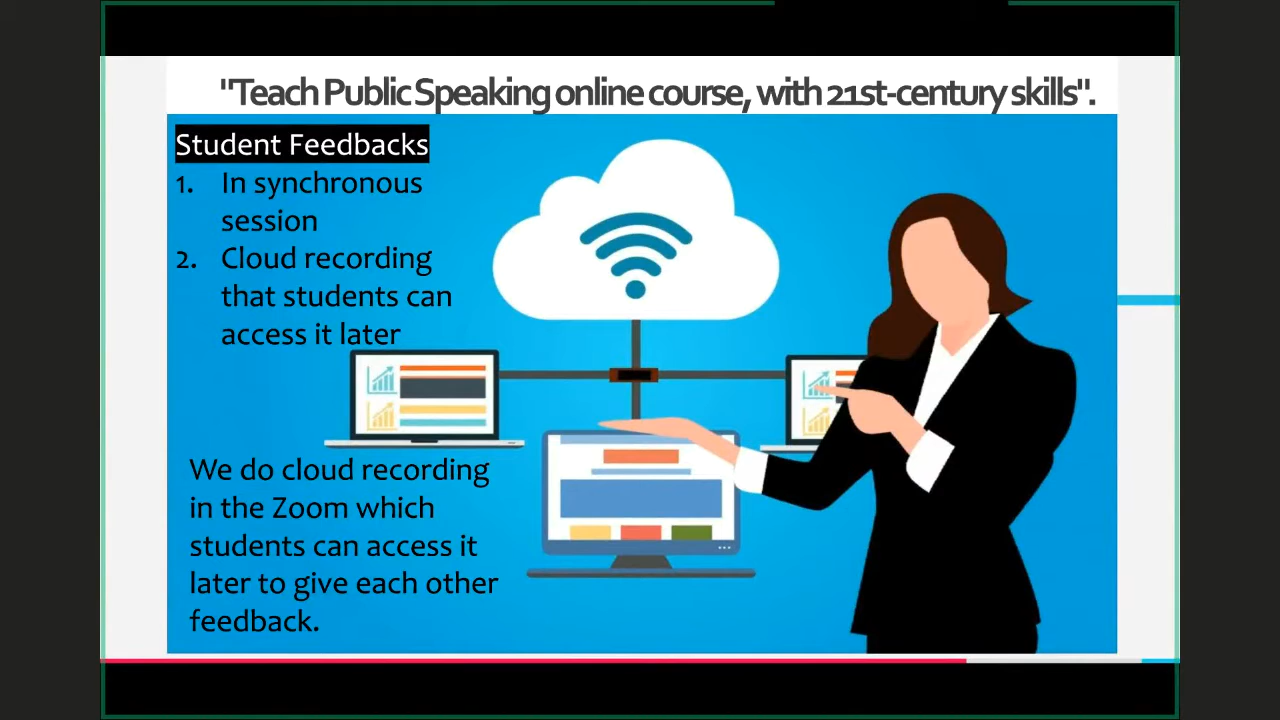 "Teach Public Speaking online course, with 21st-century skills".
Student Feedbacks
1. In synchronous
session
2. Cloud recording
that students can
access it later
We do cloud recording
in the Zoom which
students can access it
later to give each other
feedback.